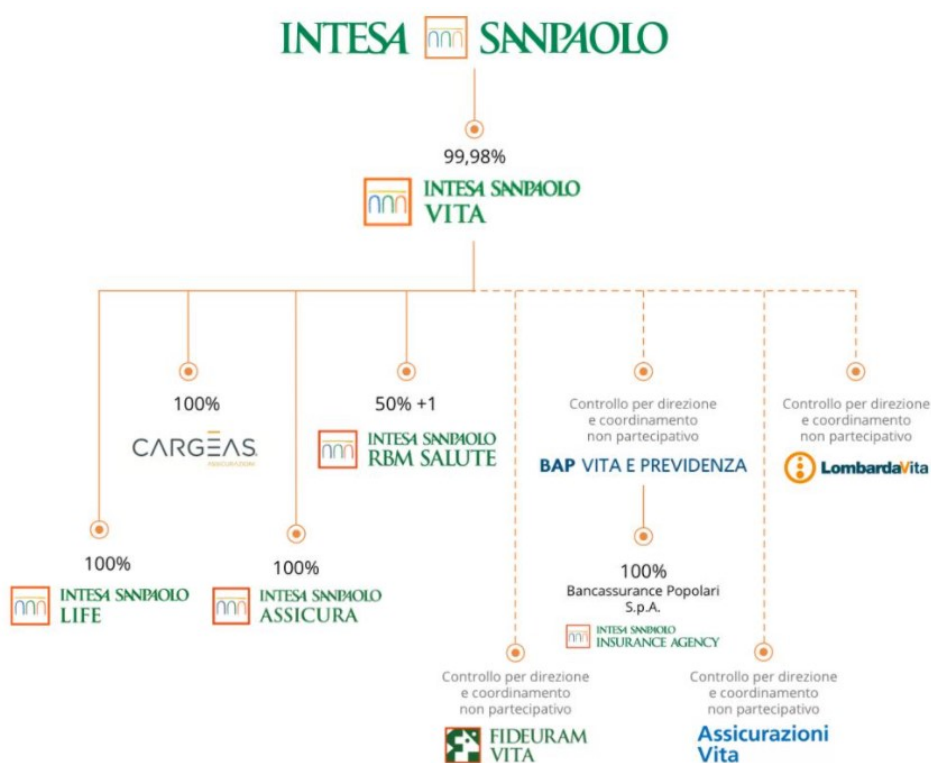 INTESA SANPAOLO
99,98%
INTESA SANPAOLO
VITA
100%
CARGEAS
ASSICURAZIONI
50% +1
INTESA SANPAOLO
RBM SALUTE
Controllo per direzione
e coordinamento
non partecipativo
BAP VITA E PREVIDENZA
Controllo per direzione
e coordinamento
non partecipativo
LombardaVita
100%
INTESA SANPAOLO
LIFE
100%
INTESA SANPAOLO
ASSICURA
100%
Bancassurance Popolari
S.p.A.
INTESA SANPAOLO
INSURANCE AGENCY
Controllo per direzione
e coordinamento
non partecipativo
FIDEURAM
VITA
Controllo per direzione
e coordinamento
non partecipativo
Assicurazioni
Vita